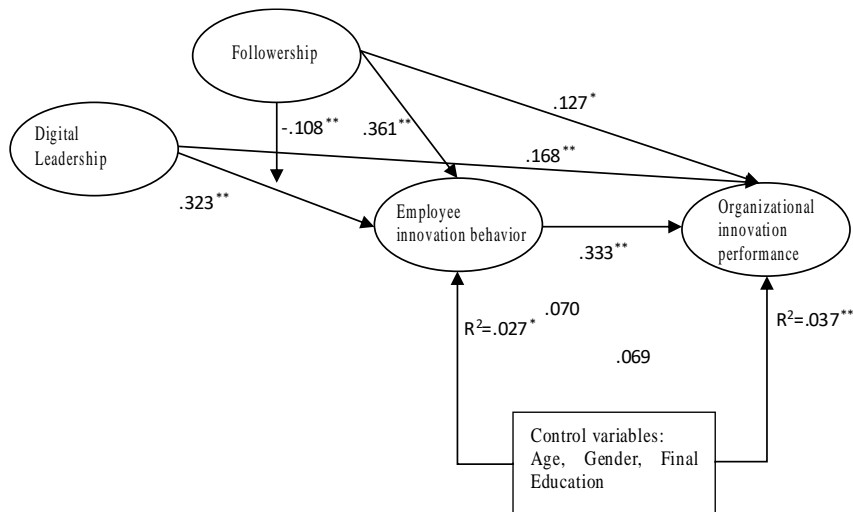 Followership
.127*
-.108**
.361**
Digital
Leadership
.168**
.323**
Employee
innovation behavior
Organizational
innovation
performance
.333**
.070
R²=.027*
R²=.037**
.069
Control variables:
Age, Gender, Final
Education